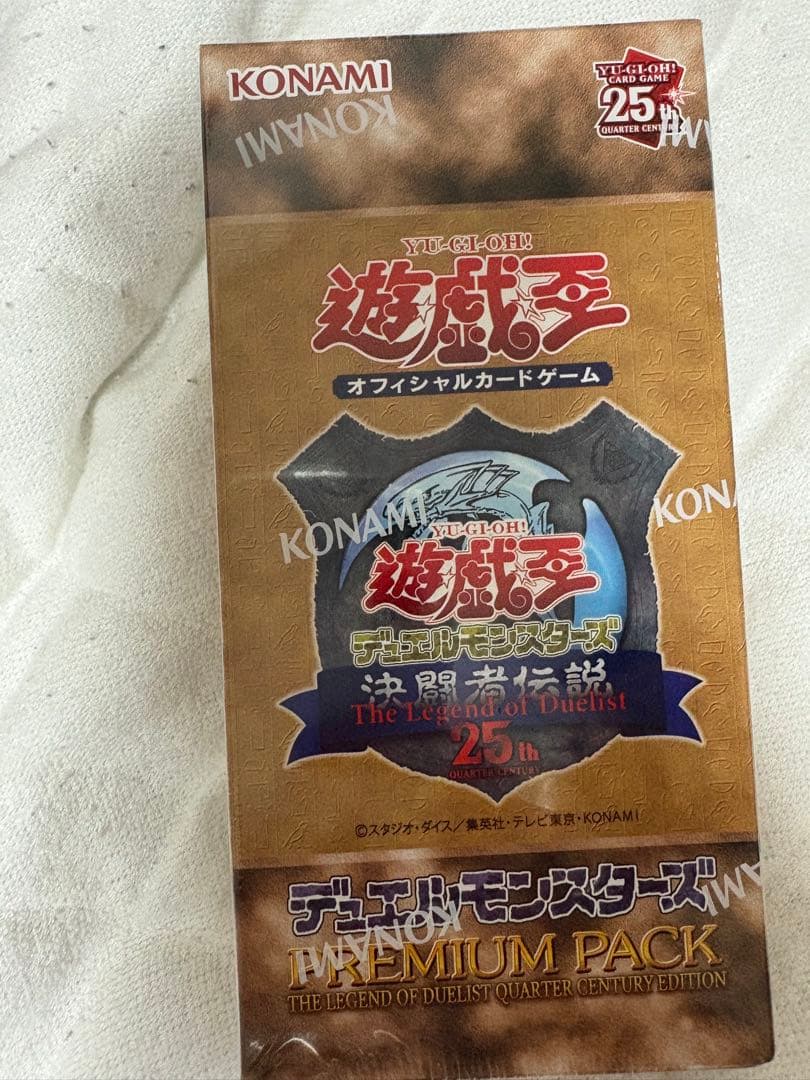 KONAMI
KONAMI
YU-GI-OH!
CARD GAME
25th
QUARTER CENTURY
KONAMI
YU-GI-OH!
遊戯王
オフィシャルカードゲーム
KONAMI
KONAMI
YU-GI-OH!
遊戯王
デュエルモンスターズ
決闘者伝説
The Legend of Duelist
25th
QUARTER CENTURY
©スタジオ・ダイス/集英社・テレビ東京・KONAMI
KONAMI
デュエルモンスターズ
KONAMI
PREMIUM PACK
THE LEGEND OF DUELIST QUARTER CENTURY EDITION